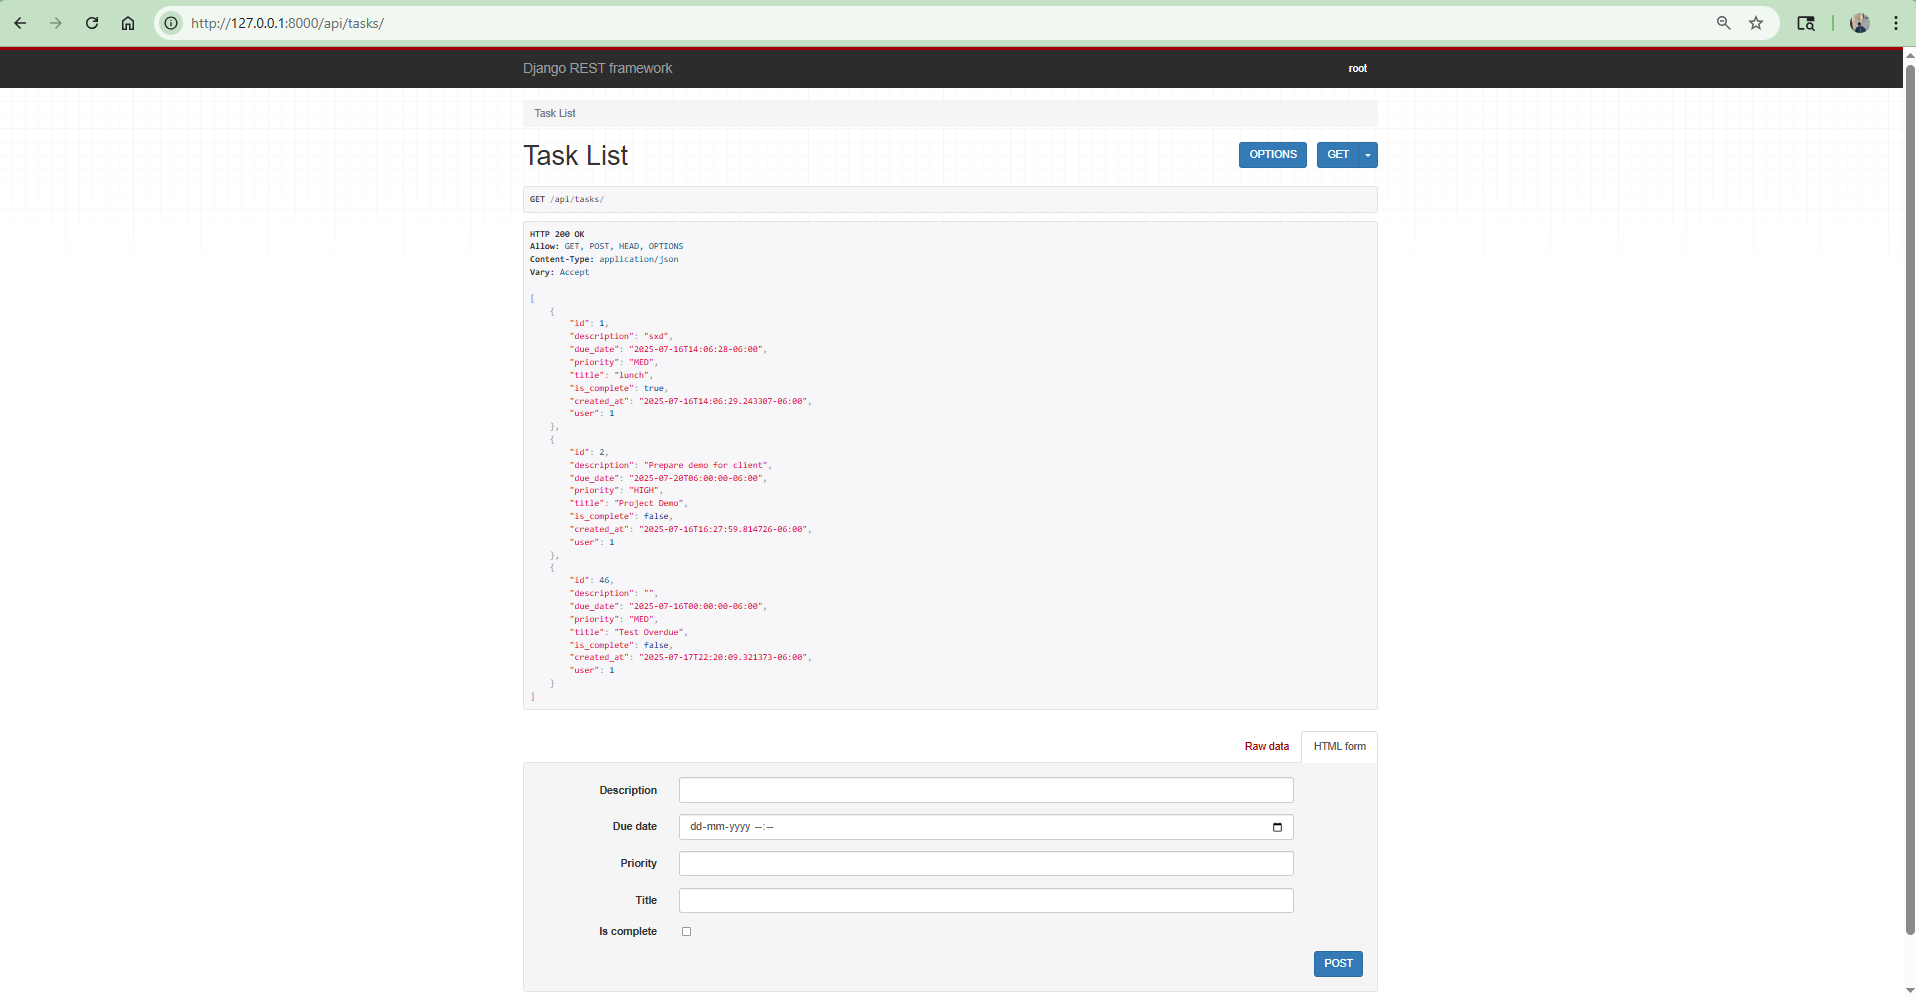 http://127.0.0.1:8000/api/tasks/
Django REST framework
root
Task List
Task List
OPTIONS
GET
GET /api/tasks/
HTTP 200 OK
Allow: GET, POST, HEAD, OPTIONS
Content-Type: application/json
Vary: Accept
[
{
"id": 1,
"description": "sxd",
"due_date": "2025-07-16T14:06:28-06:00",
"priority": "MED",
"title": "lunch",
"is_complete": true,
"created_at": "2025-07-16T14:06:29.243307-06:00",
"user": 1
},
{
"id": 2,
"description": "Prepare demo for client",
"due_date": "2025-07-20T06:00:00-06:00",
"priority": "HIGH",
"title": "Project Demo",
"is_complete": false,
"created_at": "2025-07-16T16:27:59.814726-06:00",
"user": 1
},
{
"id": 46,
"description": "",
"due_date": "2025-07-16T00:00:00-06:00",
"priority": "MED",
"title": "Test Overdue",
"is_complete": false,
"created_at": "2025-07-17T22:20:09.321373-06:00",
"user": 1
}
]
Raw data
HTML form
Description
Due date
dd-mm-yyyy --:--
Priority
Title
Is complete
POST